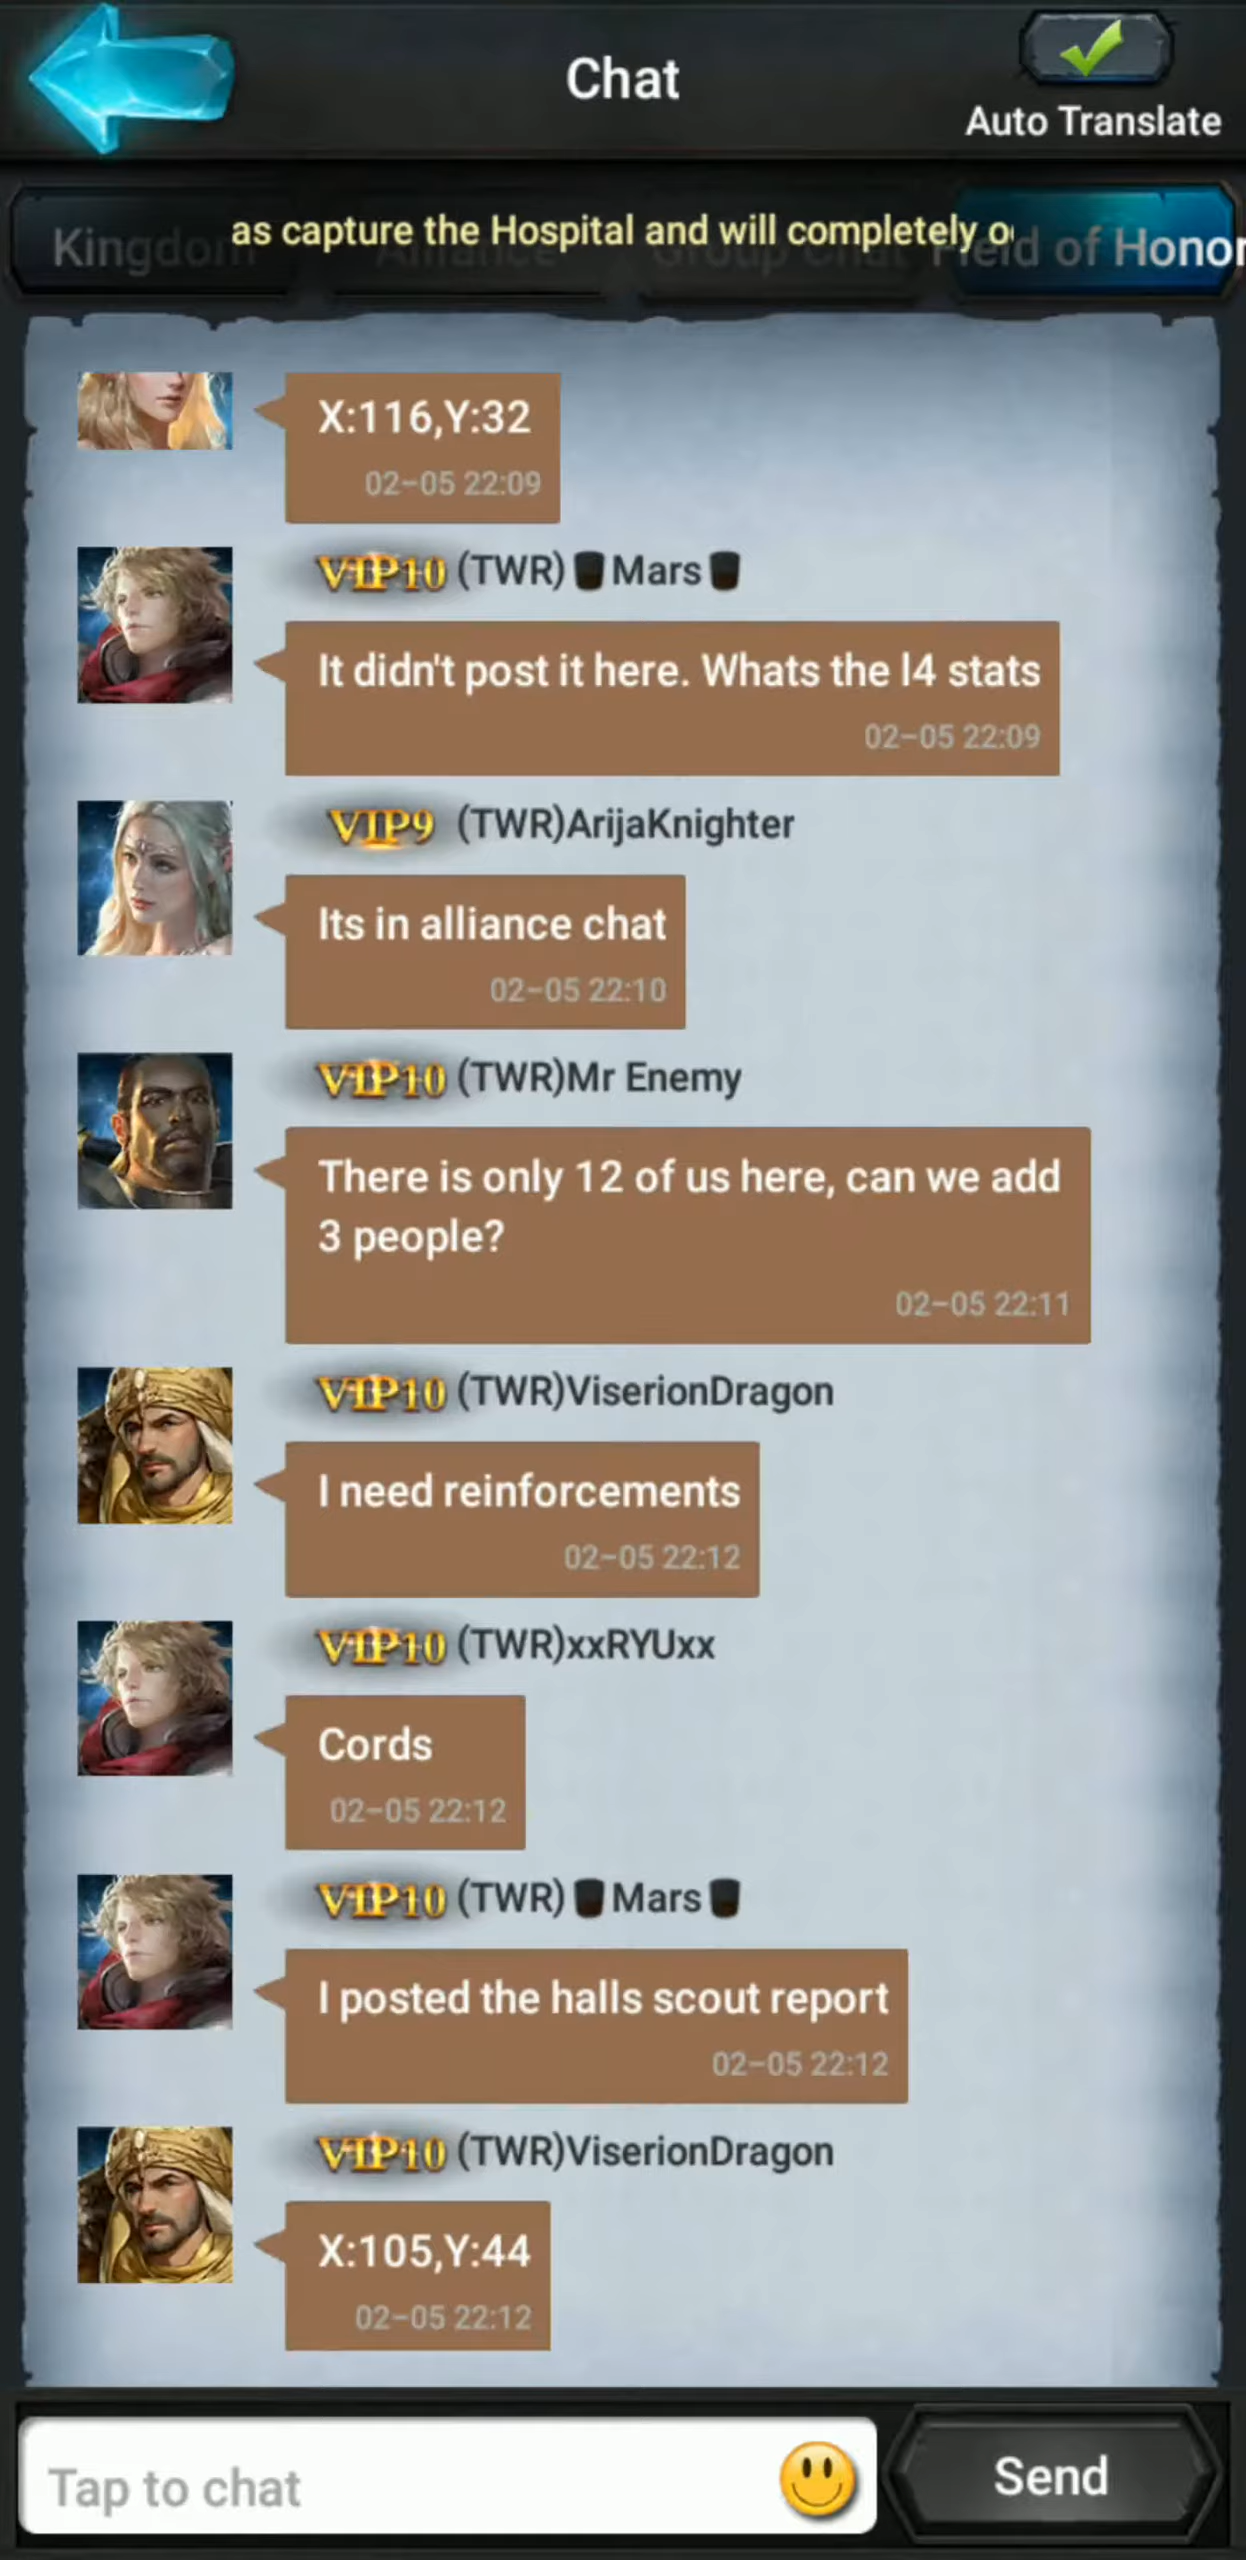 Chat
Auto Translate
as capture the Hospital and will completely
Field of Honor
X:116,Y:32
02-05 22:09
VIP10 (TWR) Mars
It didn't post it here. Whats the l4 stats
02-05 22:09
VIP9 (TWR)ArijaKnighter
Its in alliance chat
02-05 22:10
VIP10 (TWR)Mr Enemy
There is only 12 of us here, can we add
3 people?
02-05 22:11
VIP10 (TWR)ViserionDragon
I need reinforcements
02-05 22:12
VIP10 (TWR)xxRYUxx
Cords
02-05 22:12
VIP10 (TWR) Mars
I posted the halls scout report
02-05 22:12
VIP10 (TWR)ViserionDragon
X:105,Y:44
02-05 22:12
Tap to chat
Send